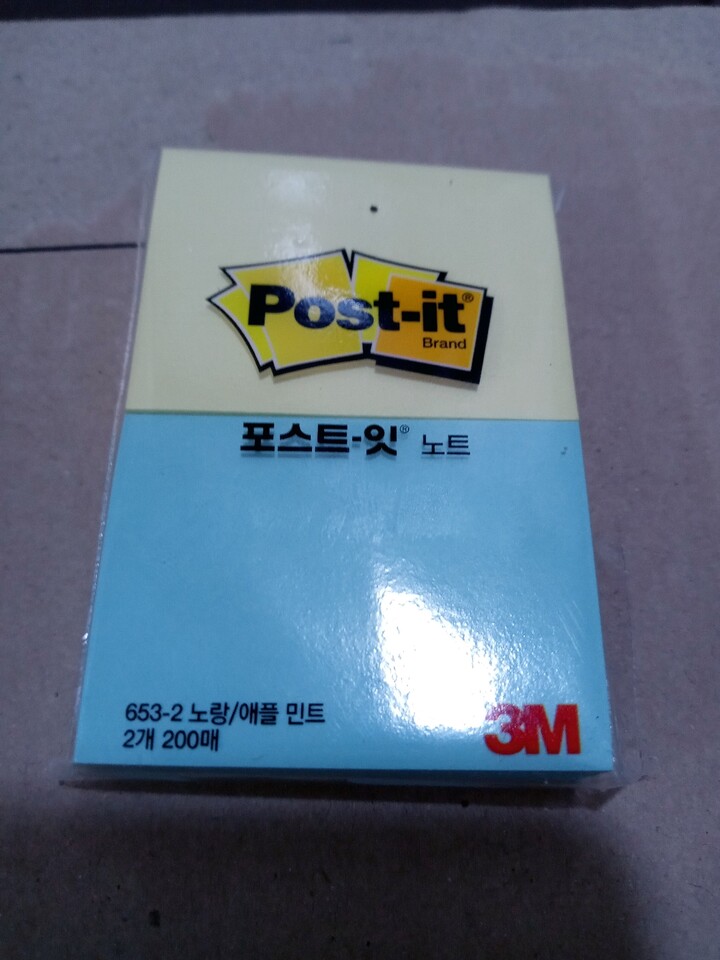 Post-it®
Brand
포스트-잇® 노트
653-2 노랑/애플 민트
2개 200매
3M